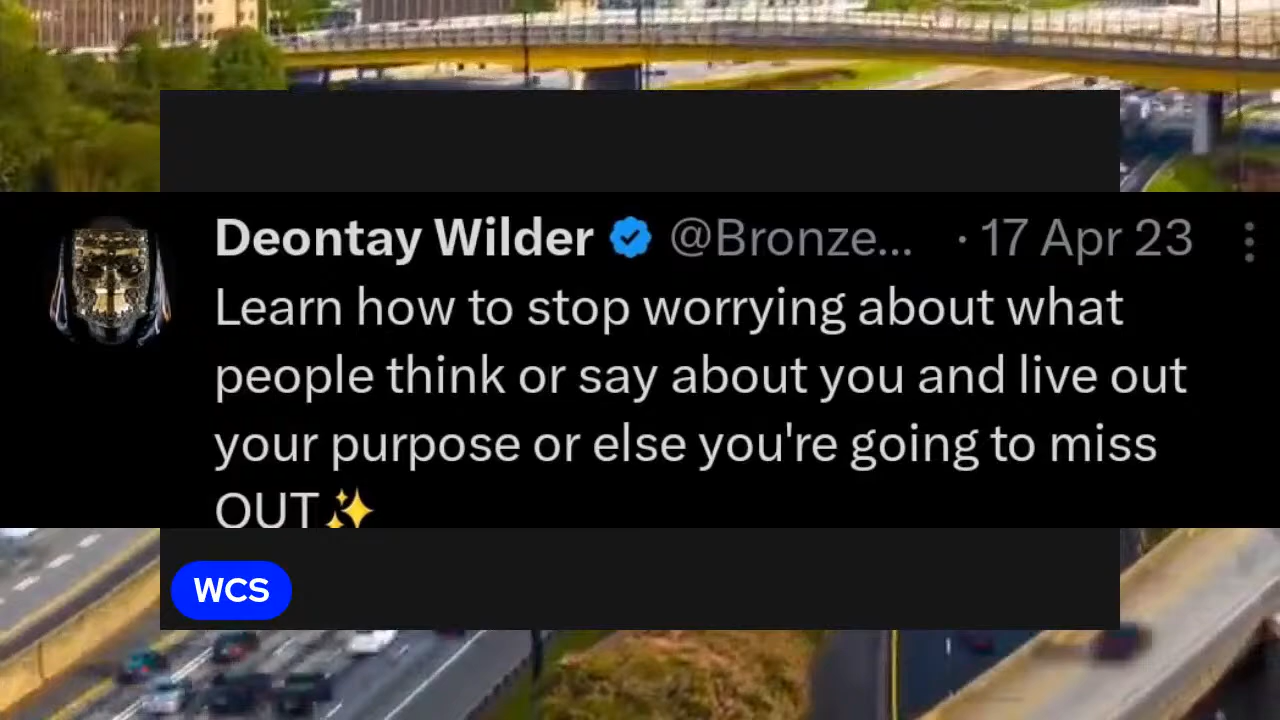 Deontay Wilder @Bronze... · 17 Apr 23
Learn how to stop worrying about what
people think or say about you and live out
your purpose or else you're going to miss
OUT✨
WCS